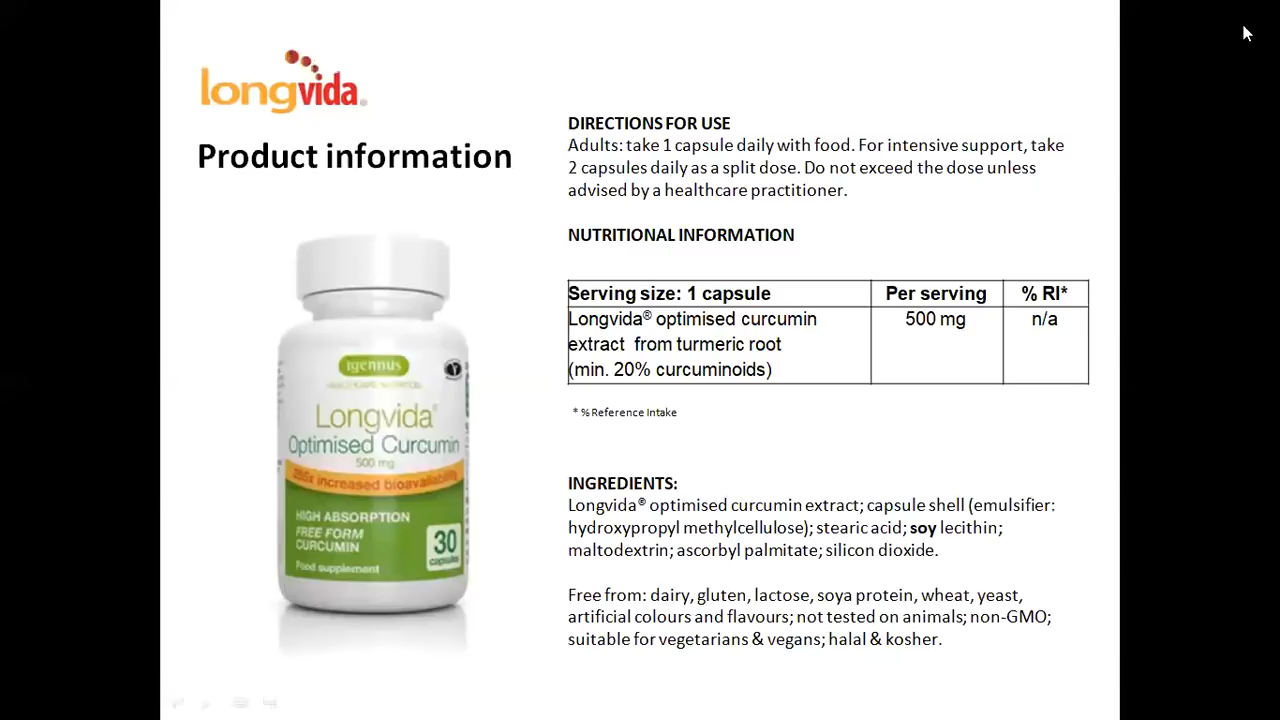 longvida®
Product information
igennus
Longvida®
Optimised Curcumin
500 mg
285x increased bioavailability
HIGH ABSORPTION
FREE FORM
CURCUMIN
30
capsules
Food supplement
DIRECTIONS FOR USE
Adults: take 1 capsule daily with food. For intensive support, take
2 capsules daily as a split dose. Do not exceed the dose unless
advised by a healthcare practitioner.
NUTRITIONAL INFORMATION
Serving size: 1 capsule Per serving % RI*
Longvida® optimised curcumin 500 mg n/a
extract from turmeric root
(min. 20% curcuminoids)
* % Reference Intake
INGREDIENTS:
Longvida® optimised curcumin extract; capsule shell (emulsifier:
hydroxypropyl methylcellulose); stearic acid; soy lecithin;
maltodextrin; ascorbyl palmitate; silicon dioxide.
Free from: dairy, gluten, lactose, soya protein, wheat, yeast,
artificial colours and flavours; not tested on animals; non-GMO;
suitable for vegetarians & vegans; halal & kosher.